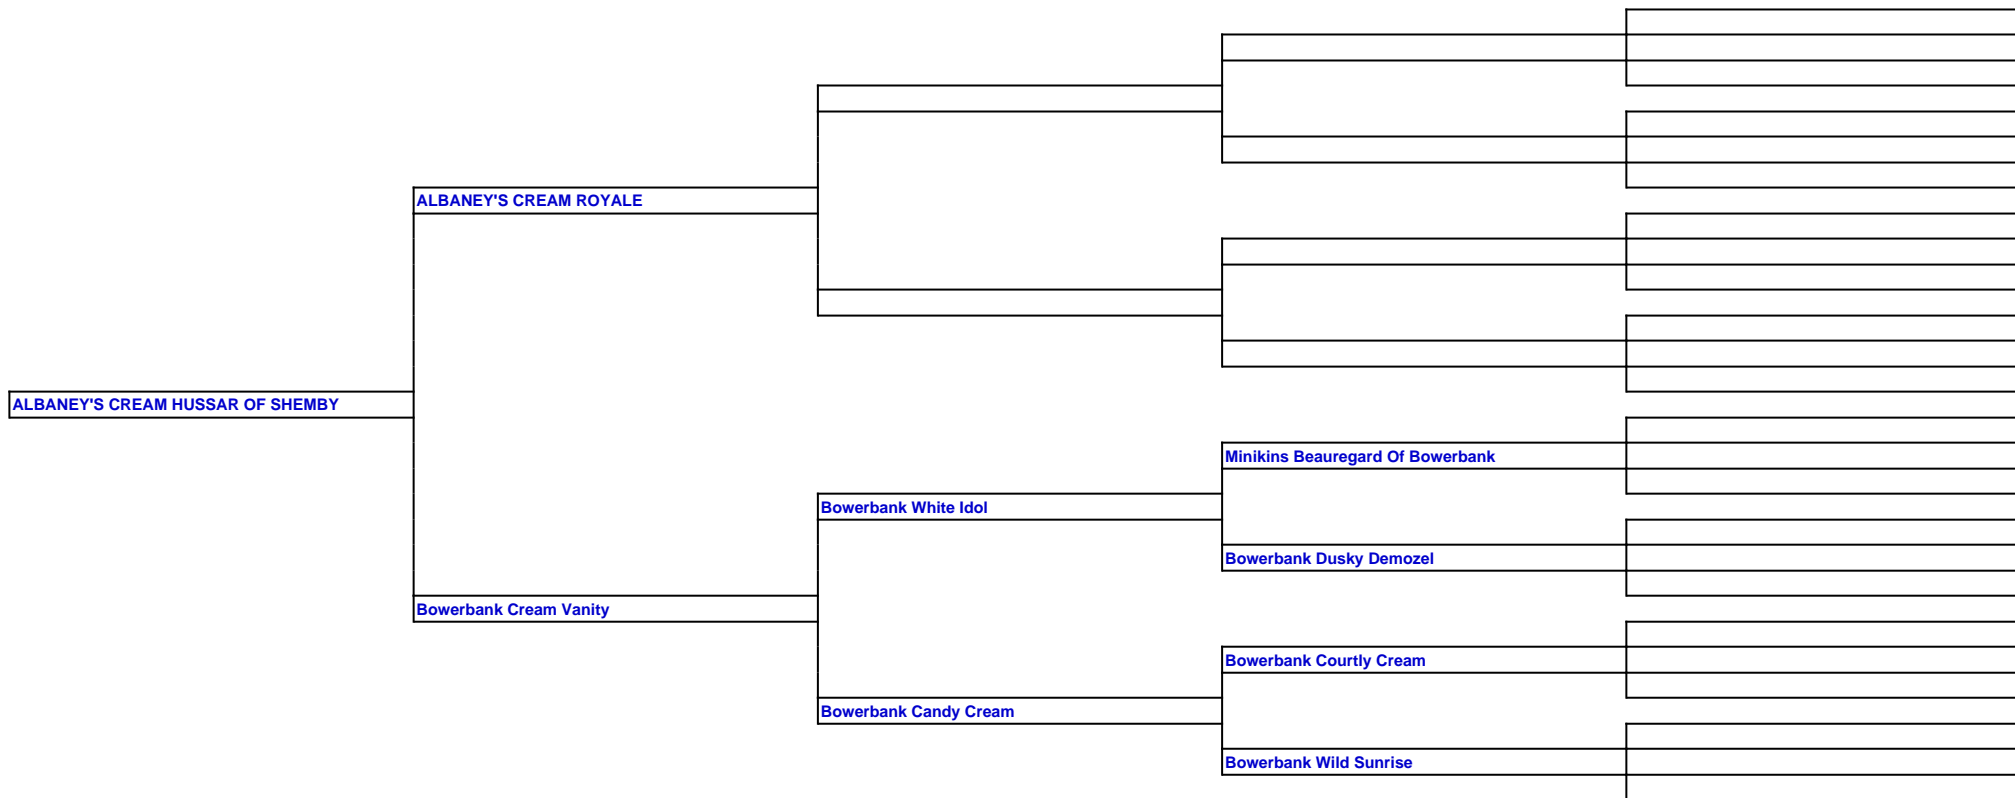 ALBANEY'S CREAM ROYALE
ALBANEY'S CREAM HUSSAR OF SHEMBY
Minikins Beauregard Of Bowerbank
Bowerbank White Idol
Bowerbank Dusky Demozel
Bowerbank Cream Vanity
Bowerbank Courtly Cream
Bowerbank Candy Cream
Bowerbank Wild Sunrise